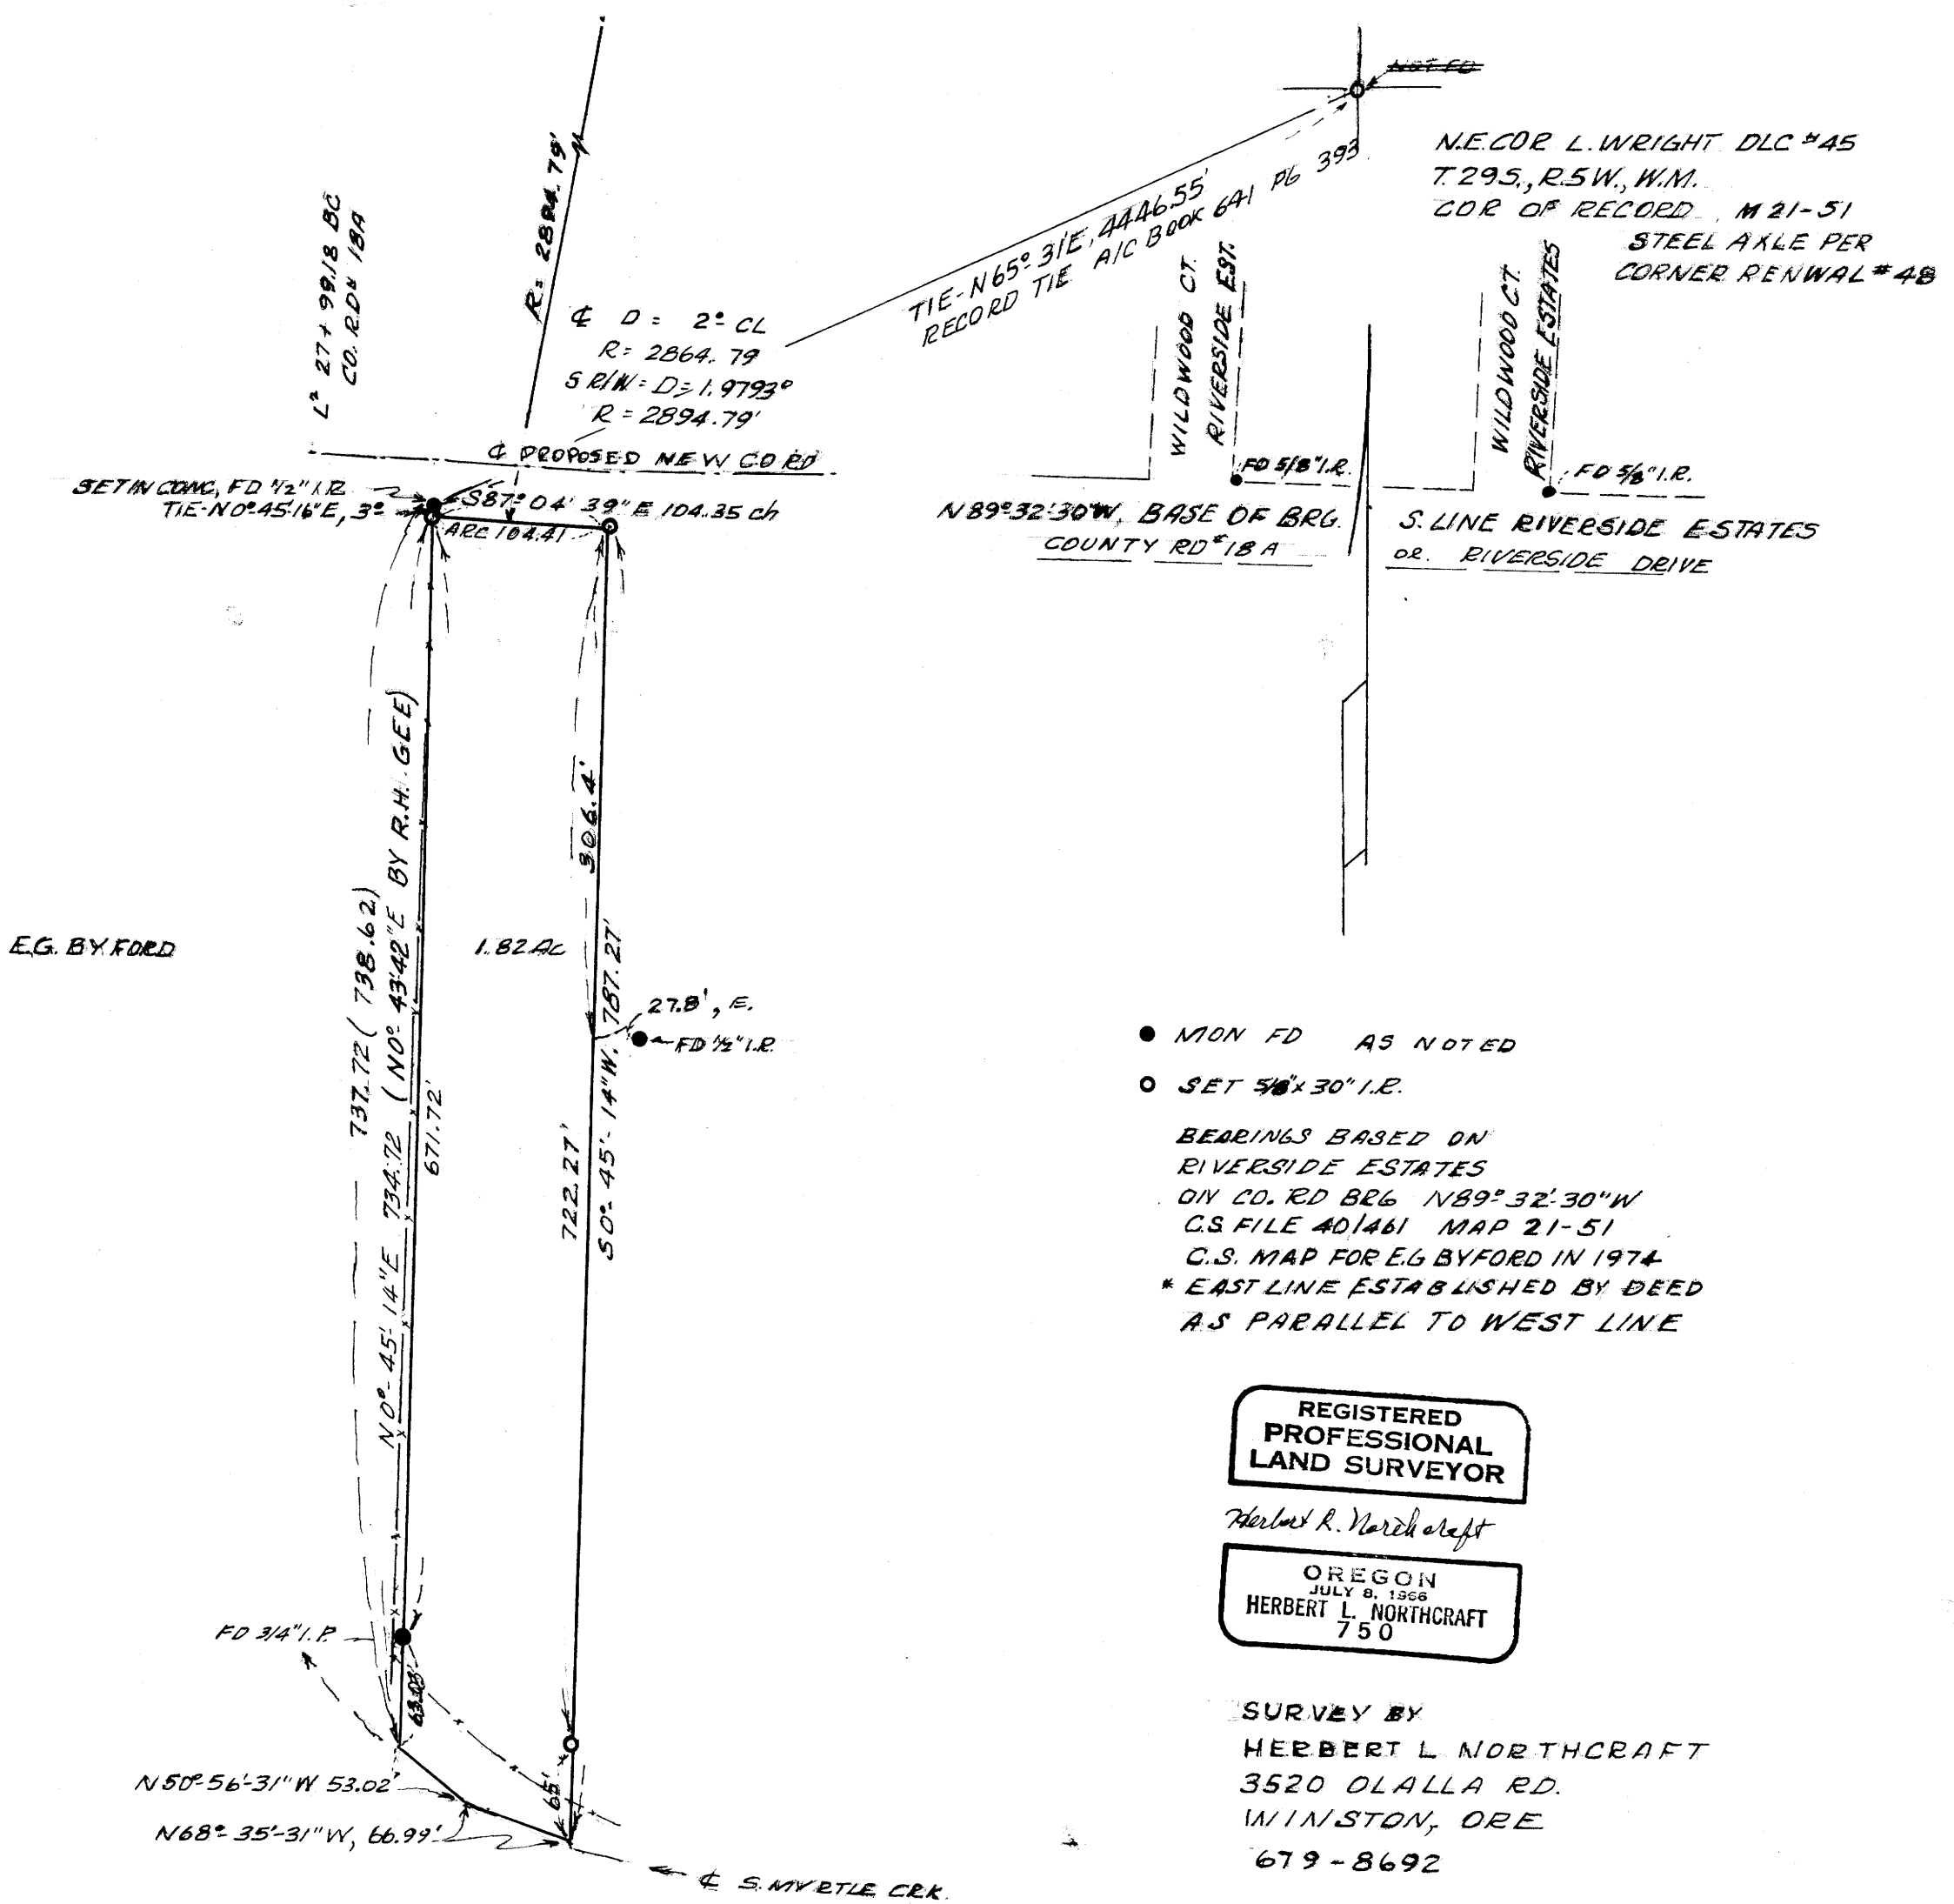 N.E. COR L. WRIGHT DLC #45
T. 29 S., R 5 W., W.M.
COR OF RECORD M 21-51
STEEL AXLE PER
CORNER RENWAL #48
TIE-N65°31'E, 4446.55'
RECORD TIE A/C BOOK 641 PG 393
L² 27+99.18 BC
CO. RD# 18A
¢ D = 2° CL
R = 2864.79
S R/W = D = 1.9793°
R = 2894.79'
¢ PROPOSED NEW CO RD
WILDWOOD CT.
RIVERSIDE EST.
WILDWOOD CT.
RIVERSIDE ESTATES
FD 5/8" I.R.
FD 5/8" I.R.
SET IN CONC, FD 1/2" I.R.
TIE-N0°45'16"E, 3°
S87°04'39"E 104.35 ch
ARC 104.41
N89°32'30"W, BASE OF BRG.
COUNTY RD #18A
S. LINE RIVERSIDE ESTATES
OR. RIVERSIDE DRIVE
E.G. BYFORD
737.72 (738.62)
N0°-45'-14"E 734.72 (N0°-43'42"E BY R.H. GEE)
671.72'
1.82 Ac
306.4'
S0°-45'-14"W, 787.27'
722.27'
27.8', E.
FD 1/2" I.R.
MON FD AS NOTED
SET 5/8" x 30" I.R.
BEARINGS BASED ON
RIVERSIDE ESTATES
ON CO. RD BRG N89°-32'-30"W
C.S. FILE 40/461 MAP 21-51
C.S. MAP FOR E.G BYFORD IN 1974
* EAST LINE ESTABLISHED BY DEED
AS PARALLEL TO WEST LINE
REGISTERED
PROFESSIONAL
LAND SURVEYOR
Herbert L. Northcraft
OREGON
JULY 8, 1966
HERBERT L. NORTHCRAFT
750
FD 3/4" I.P.
65'
N50°-56'-31"W 53.02'
N68°-35'-31"W, 66.99'
¢ S. MYRTLE CRK.
SURVEY BY
HERBERT L NORTHCRAFT
3520 OLALLA RD.
WINSTON, ORE
679-8692